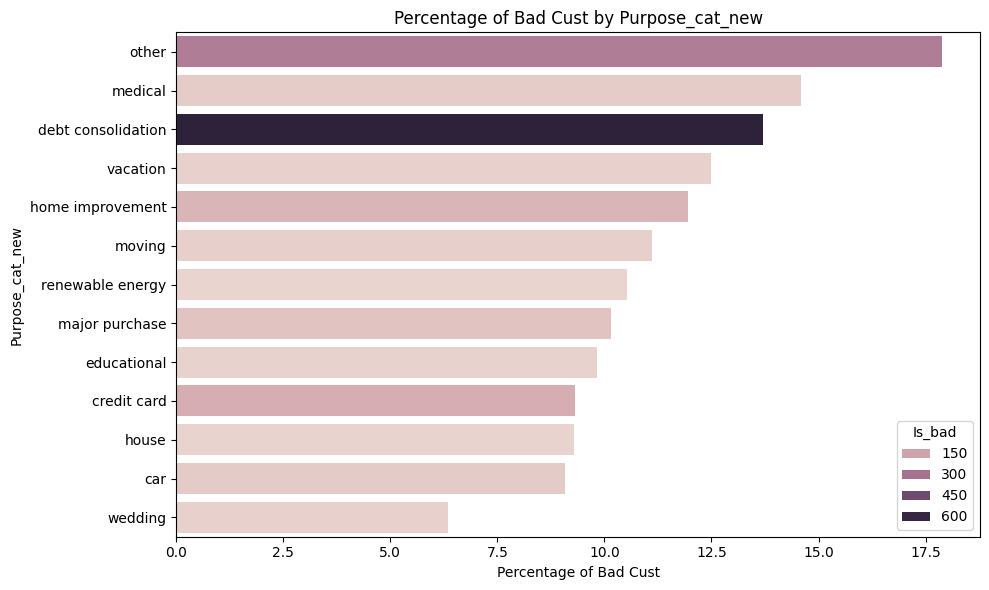 Percentage of Bad Cust by Purpose_cat_new
other
medical
debt consolidation
vacation
home improvement
moving
renewable energy
major purchase
educational
credit card
house
car
wedding
Purpose_cat_new
Is_bad
150
300
450
600
0.0 2.5 5.0 7.5 10.0 12.5 15.0 17.5
Percentage of Bad Cust